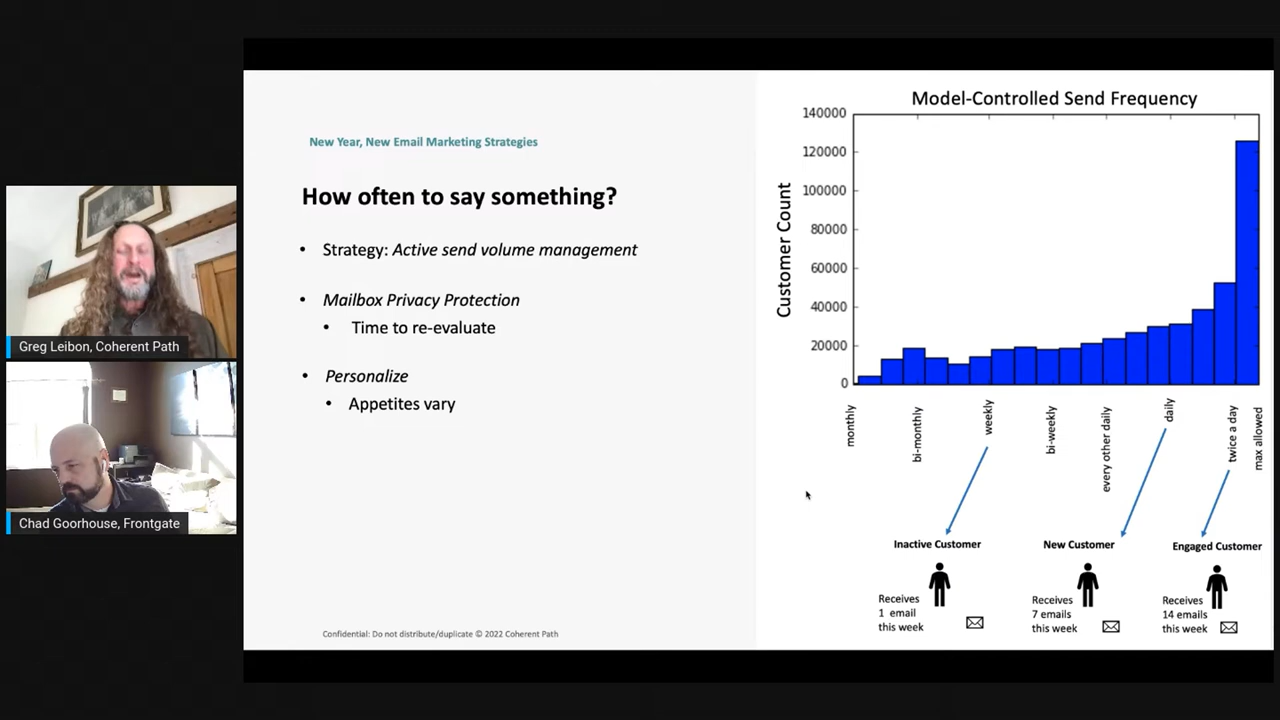 Greg Leibon, Coherent Path
Chad Goorhouse, Frontgate
New Year, New Email Marketing Strategies
How often to say something?
• Strategy: Active send volume management
• Mailbox Privacy Protection
• Time to re-evaluate
• Personalize
• Appetites vary
Confidential: Do not distribute/duplicate © 2022 Coherent Path
Model-Controlled Send Frequency
Customer Count
140000
120000
100000
80000
60000
40000
20000
0
monthly
bi-monthly
weekly
bi-weekly
every other daily
daily
twice a day
max allowed
Inactive Customer
Receives
1 email
this week
New Customer
Receives
7 emails
this week
Engaged Customer
Receives
14 emails
this week